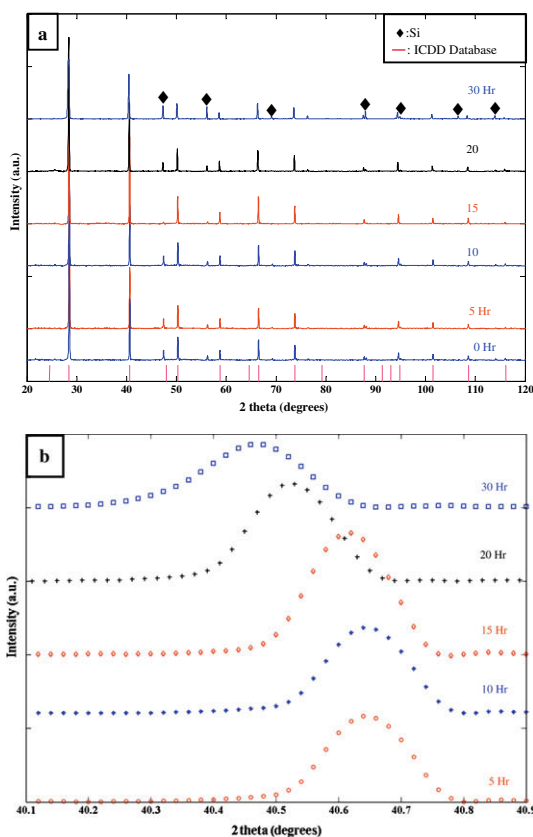 a
◆:Si
—: ICDD Database
30 Hr
20
15
10
5 Hr
0 Hr
Intensity (a.u.)
20 30 40 50 60 70 80 90 100 110 120
2 theta (degrees)
b
30 Hr
20 Hr
15 Hr
10 Hr
5 Hr
Intensity (a.u.)
40.1 40.2 40.3 40.4 40.5 40.6 40.7 40.8 40.9
2 theta (degrees)